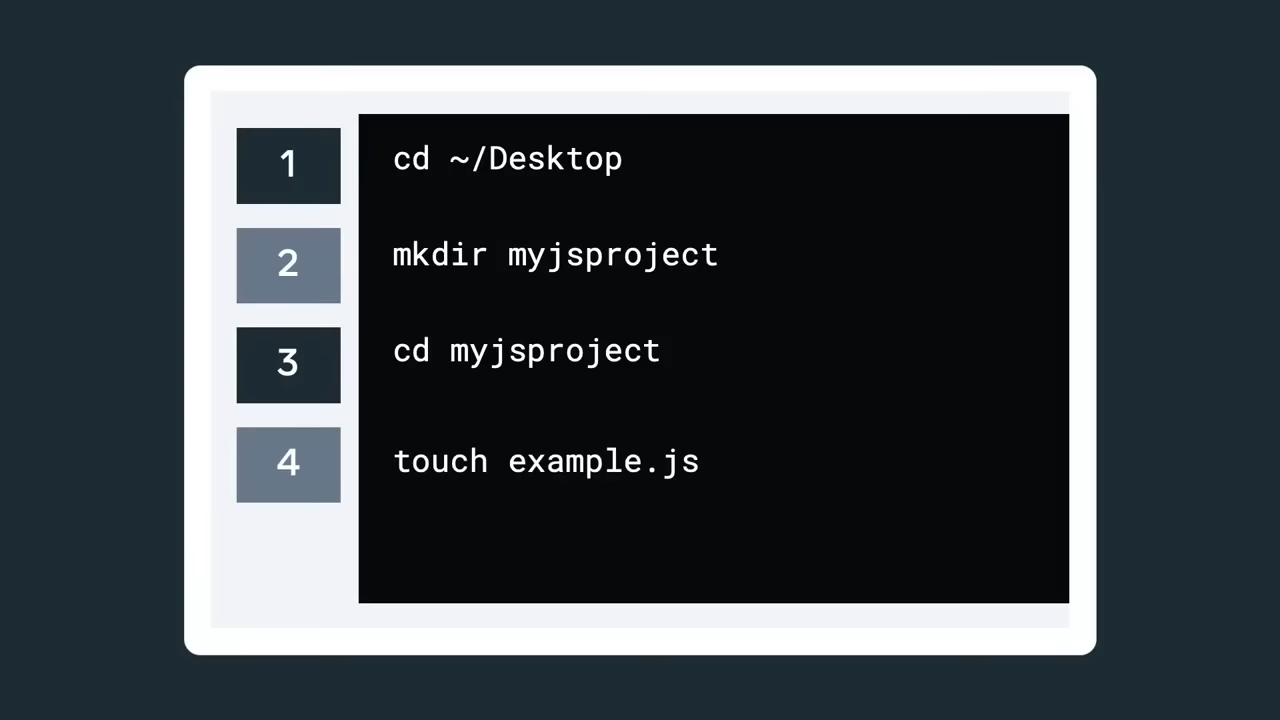 1 cd ~/Desktop
2 mkdir myjsproject
3 cd myjsproject
4 touch example.js